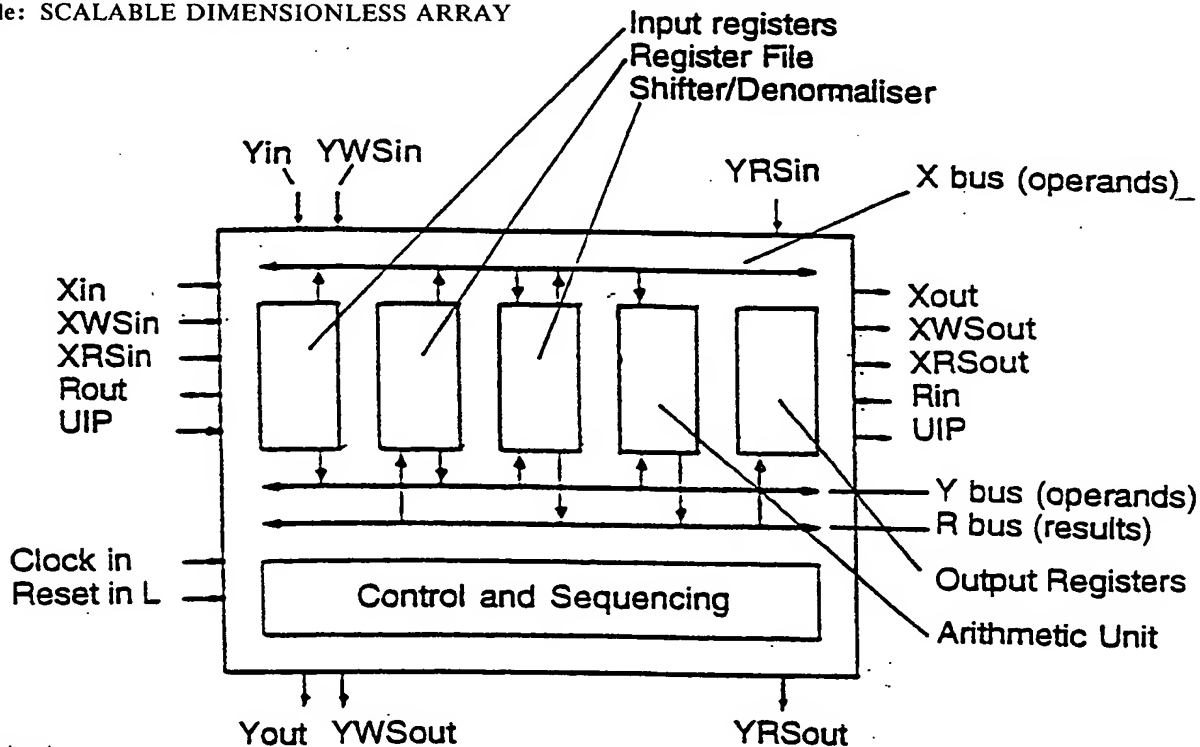 le: SCALABLE DIMENSIONLESS ARRAY
Input registers
Register File
Shifter/Denormaliser
Yin YWSin
YRSin
X bus (operands)
Xin
XWSin
XRSin
Rout
UIP
Xout
XWSout
XRSout
Rin
UIP
Y bus (operands)
R bus (results)
Clock in
Reset in L
Control and Sequencing
Output Registers
Arithmetic Unit
Yout YWSout
YRSout